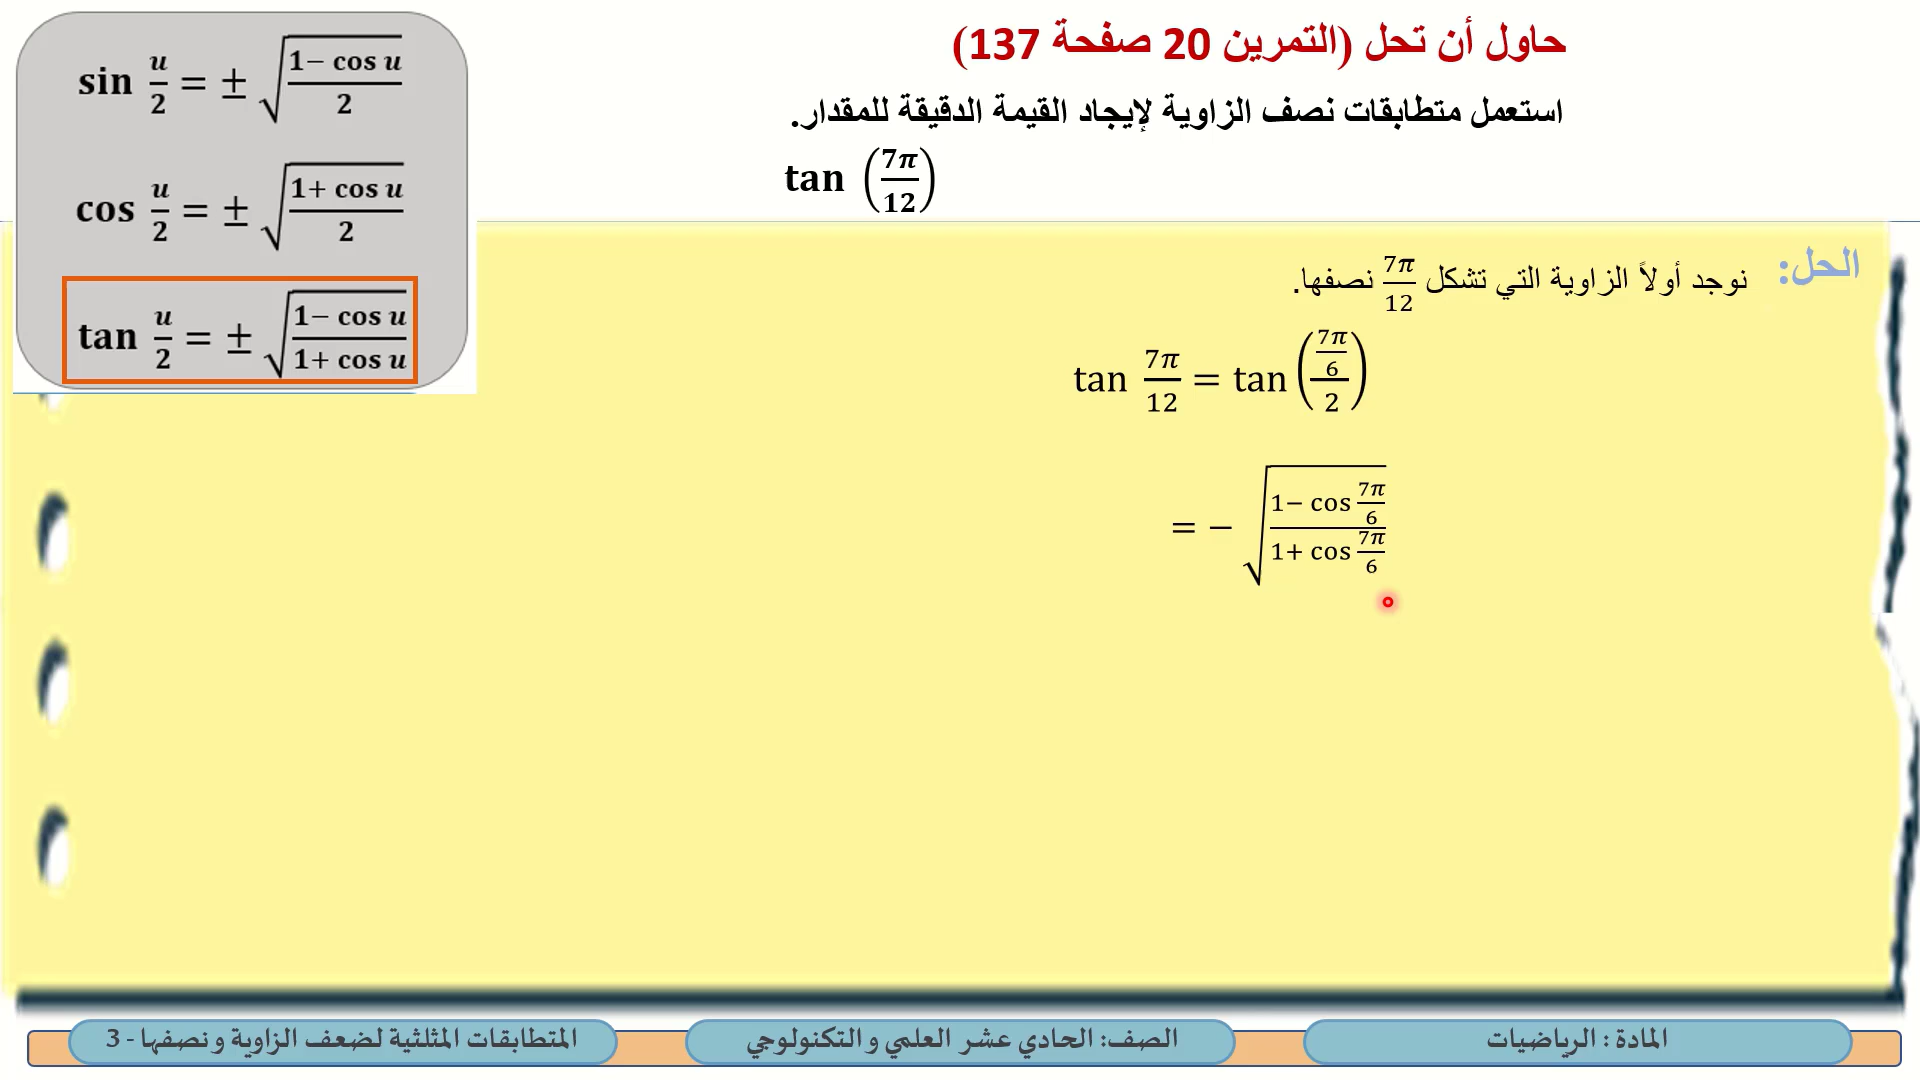 حاول أن تحل (التمرين 20 صفحة 137)
استعمل متطابقات نصف الزاوية لإيجاد القيمة الدقيقة للمقدار.
tan (7π/12)
sin u/2 = ± √((1− cos u)/2)
cos u/2 = ± √((1+ cos u)/2)
tan u/2 = ± √((1− cos u)/(1+ cos u))
الحل: نوجد أولاً الزاوية التي تشكل 7π/12 نصفها.
tan 7π/12 = tan ((7π/6)/2)
= − √((1− cos 7π/6)/(1+ cos 7π/6))
المادة : الرياضيات
الصف: الحادي عشر العلمي و التكنولوجي
المتطابقات المثلثية لضعف الزاوية ونصفها - 3